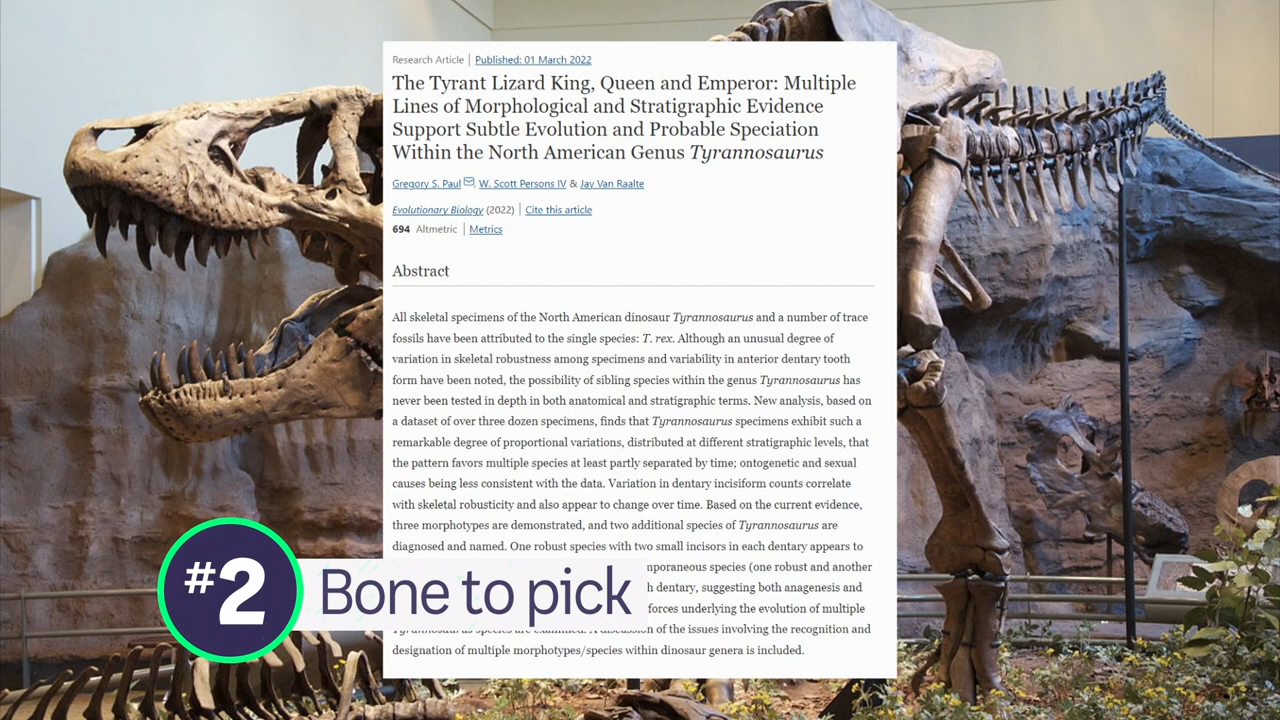 Research Article | Published: 01 March 2022
The Tyrant Lizard King, Queen and Emperor: Multiple
Lines of Morphological and Stratigraphic Evidence
Support Subtle Evolution and Probable Speciation
Within the North American Genus Tyrannosaurus
Gregory S. Paul, W. Scott Persons IV & Jay Van Raalte
Evolutionary Biology (2022) | Cite this article
694 Altmetric | Metrics
Abstract
All skeletal specimens of the North American dinosaur Tyrannosaurus and a number of trace
fossils have been attributed to the single species: T. rex. Although an unusual degree of
variation in skeletal robustness among specimens and variability in anterior dentary tooth
form have been noted, the possibility of sibling species within the genus Tyrannosaurus has
never been tested in depth in both anatomical and stratigraphic terms. New analysis, based on
a dataset of over three dozen specimens, finds that Tyrannosaurus specimens exhibit such a
remarkable degree of proportional variations, distributed at different stratigraphic levels, that
the pattern favors multiple species at least partly separated by time; ontogenetic and sexual
causes being less consistent with the data. Variation in dentary incisiform counts correlate
with skeletal robusticity and also appear to change over time. Based on the current evidence,
three morphotypes are demonstrated, and two additional species of Tyrannosaurus are
diagnosed and named. One robust species with two small incisors in each dentary appears to
mporaneous species (one robust and another
h dentary, suggesting both anagenesis and
forces underlying the evolution of multiple
Tyrannosaurus species are examined. A discussion of the issues involving the recognition and
designation of multiple morphotypes/species within dinosaur genera is included.
#2 Bone to pick